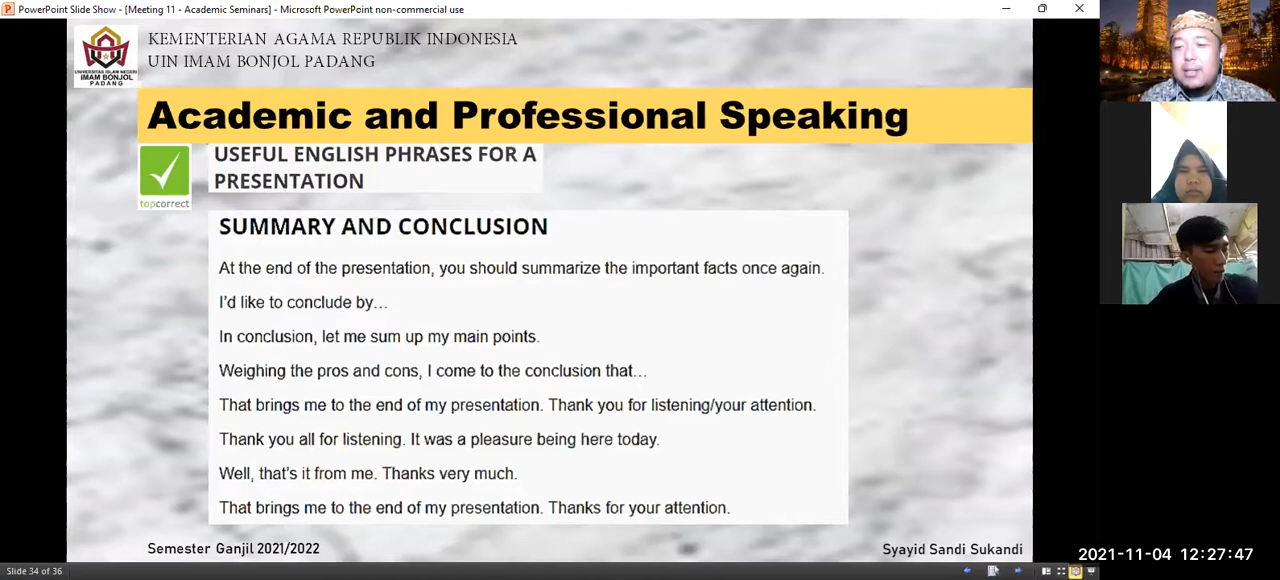 PowerPoint Slide Show - [Meeting 11 - Academic Seminars] - Microsoft PowerPoint non-commercial use
KEMENTERIAN AGAMA REPUBLIK INDONESIA
UIN IMAM BONJOL PADANG
UNIVERSITAS ISLAM NEGERI
IMAM BONJOL
PADANG
Academic and Professional Speaking
topcorrect
USEFUL ENGLISH PHRASES FOR A
PRESENTATION
SUMMARY AND CONCLUSION
At the end of the presentation, you should summarize the important facts once again.
I'd like to conclude by…
In conclusion, let me sum up my main points.
Weighing the pros and cons, I come to the conclusion that…
That brings me to the end of my presentation. Thank you for listening/your attention.
Thank you all for listening. It was a pleasure being here today.
Well, that's it from me. Thanks very much.
That brings me to the end of my presentation. Thanks for your attention.
Semester Ganjil 2021/2022
Syayid Sandi Sukandi
2021-11-04 12:27:47
Slide 34 of 36